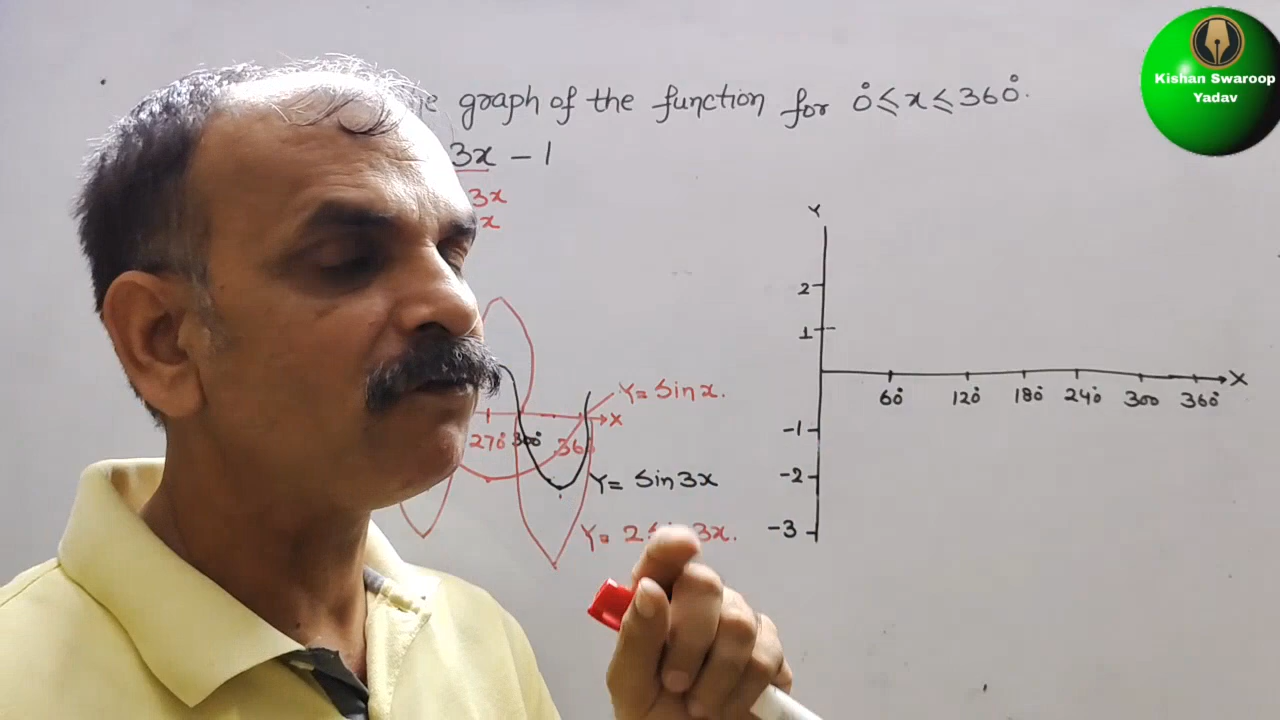 Kishan Swaroop
Yadav
graph of the function for 0° ≤ x ≤ 360°.
3x - 1
3x
x
Y
2
1
X
60° 120° 180° 240° 300 360°
-1
-2
-3
Y = Sin x.
X
270° 300° 360
Y = Sin 3x
Y = 2 3x.